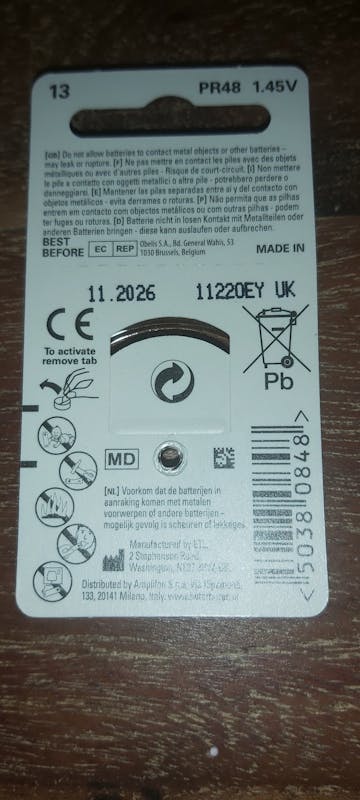 13 PR48 1.45V
[GB] Do not allow batteries to contact metal objects or other batteries –
may leak or rupture. [F] Ne pas mettre en contact les piles avec des objets
métalliques ou avec d'autres piles - Risque de court-circuit. [I] Non mettere
le pile a contatto con oggetti metallici o altre pile - potrebbero perdere o
danneggiarsi. [E] Mantener las pilas separadas entre sí y del contacto con
objetos metálicos - evita derrames o roturas. [P] Não permita que as pilhas
entrem em contato com objectos metálicos ou com outras pilhas - podem
ter fugas ou roturas. [D] Batterie nicht in losen Kontakt mit Metallteilen oder
anderen Batterien bringen - diese kann auslaufen oder aufbrechen.
BEST BEFORE
EC REP
Obelis S.A., Bd. General Wahis, 53
1030 Brussels, Belgium
MADE IN
11.2026 11220EY UK
CE
To activate
remove tab
Pb
MD
[NL] Voorkom dat de batterijen in
aanraking komen met metalen
voorwerpen of andere batterijen –
mogelijk gevolg is scheuren of lekkages
Manufactured by
2 Stephenson Road,
Washington,
Distributed by Amplifon S.p.A.
133, 20141 Milano, Italy
< 5038 0848 >